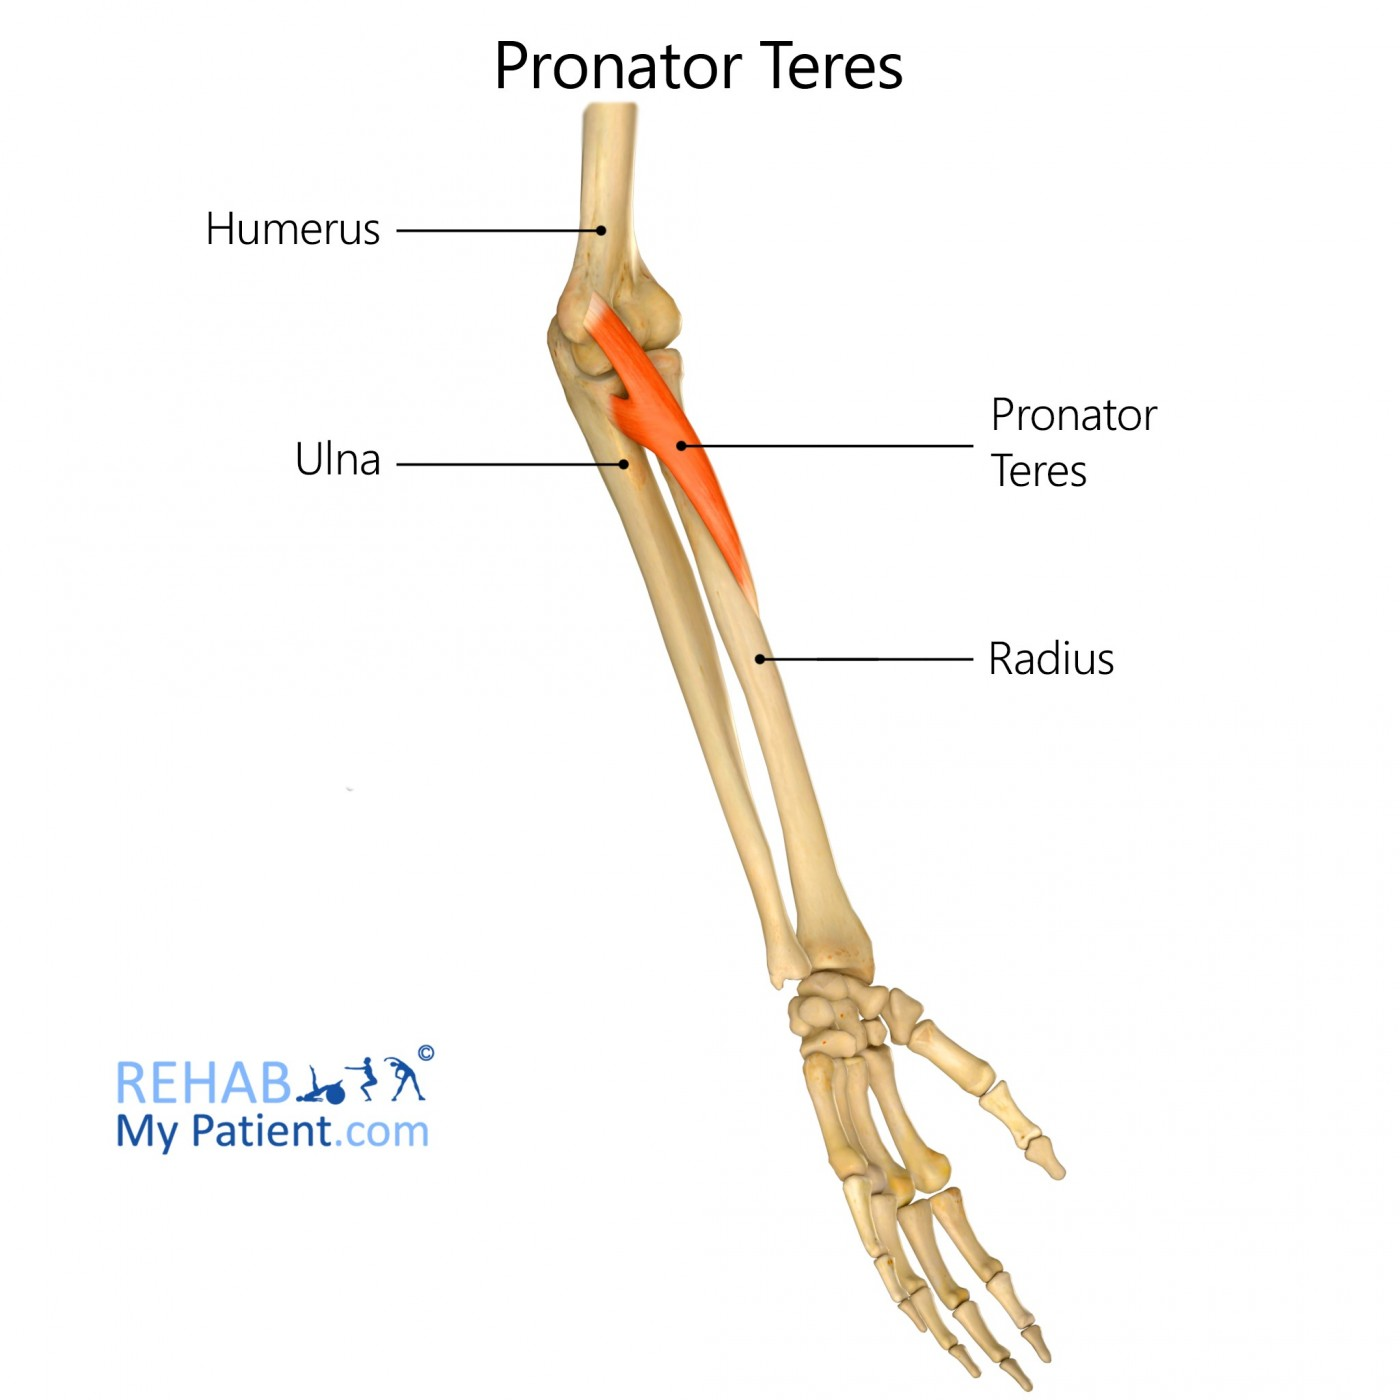 Pronator Teres
Humerus
Pronator
Teres
Ulna
Radius
REHAB ©
My Patient.com